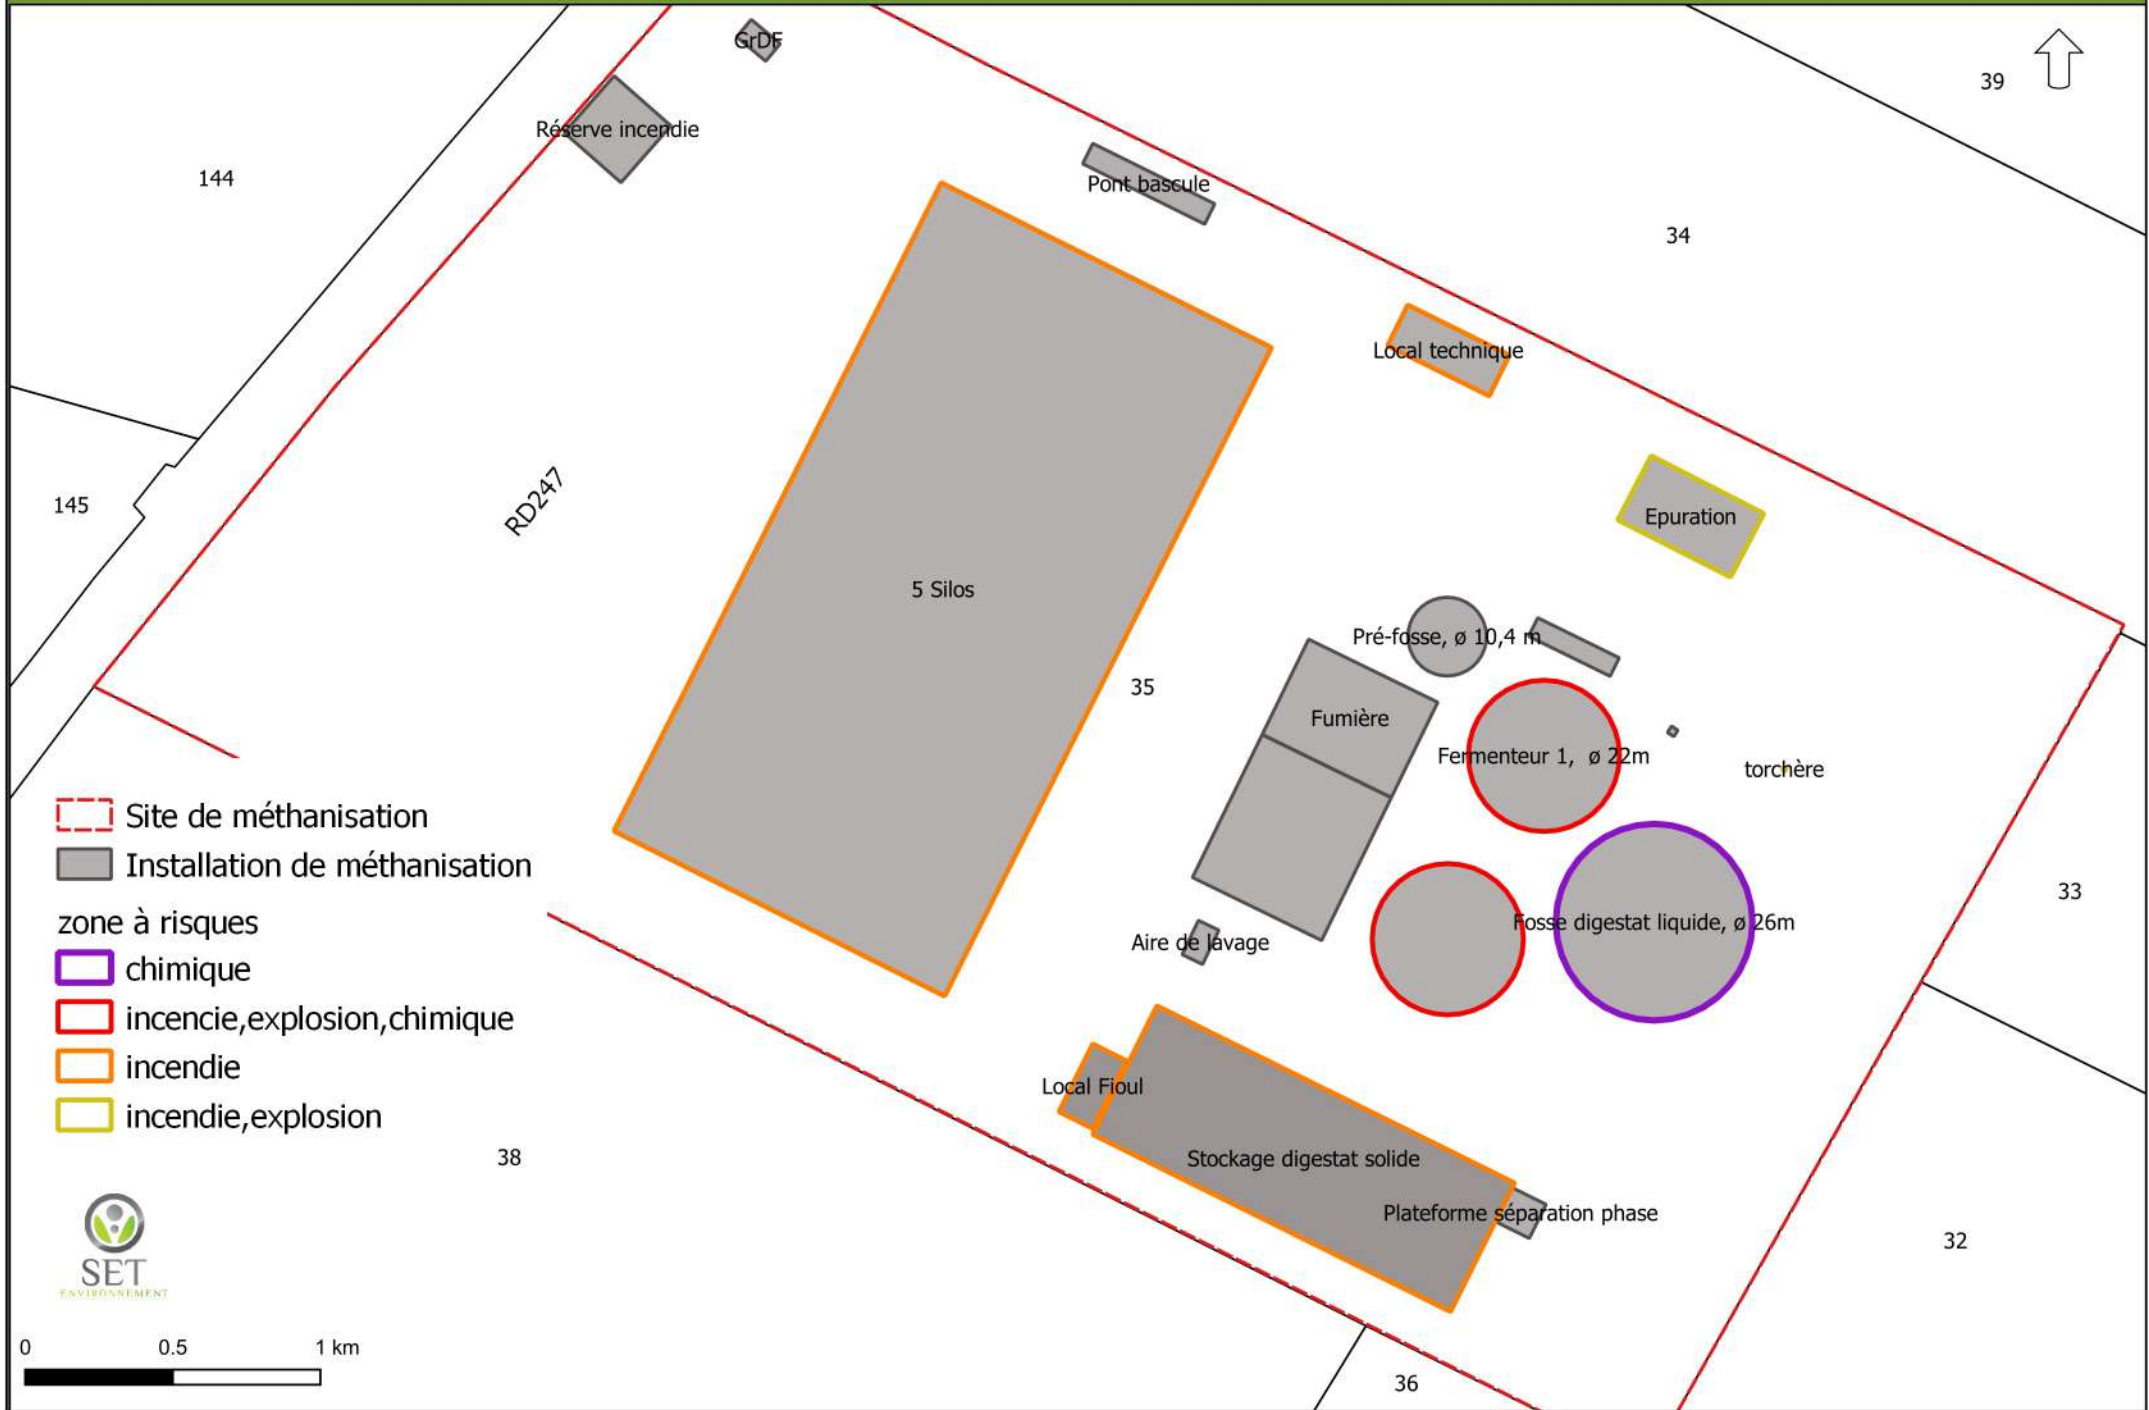 GrDF
39
Réserve incendie
144
Pont bascule
34
Local technique
145
RD247
Epuration
5 Silos
Pré-fosse, ø 10,4 m
35
Fumière
Fermenteur 1, ø 22m
torchère
Site de méthanisation
Installation de méthanisation
zone à risques
chimique
incencie,explosion,chimique
incendie
incendie,explosion
33
Fosse digestat liquide, ø 26m
Aire de lavage
Local Fioul
38
Stockage digestat solide
Plateforme séparation phase
32
SET
ENVIRONNEMENT
0 0.5 1 km
36